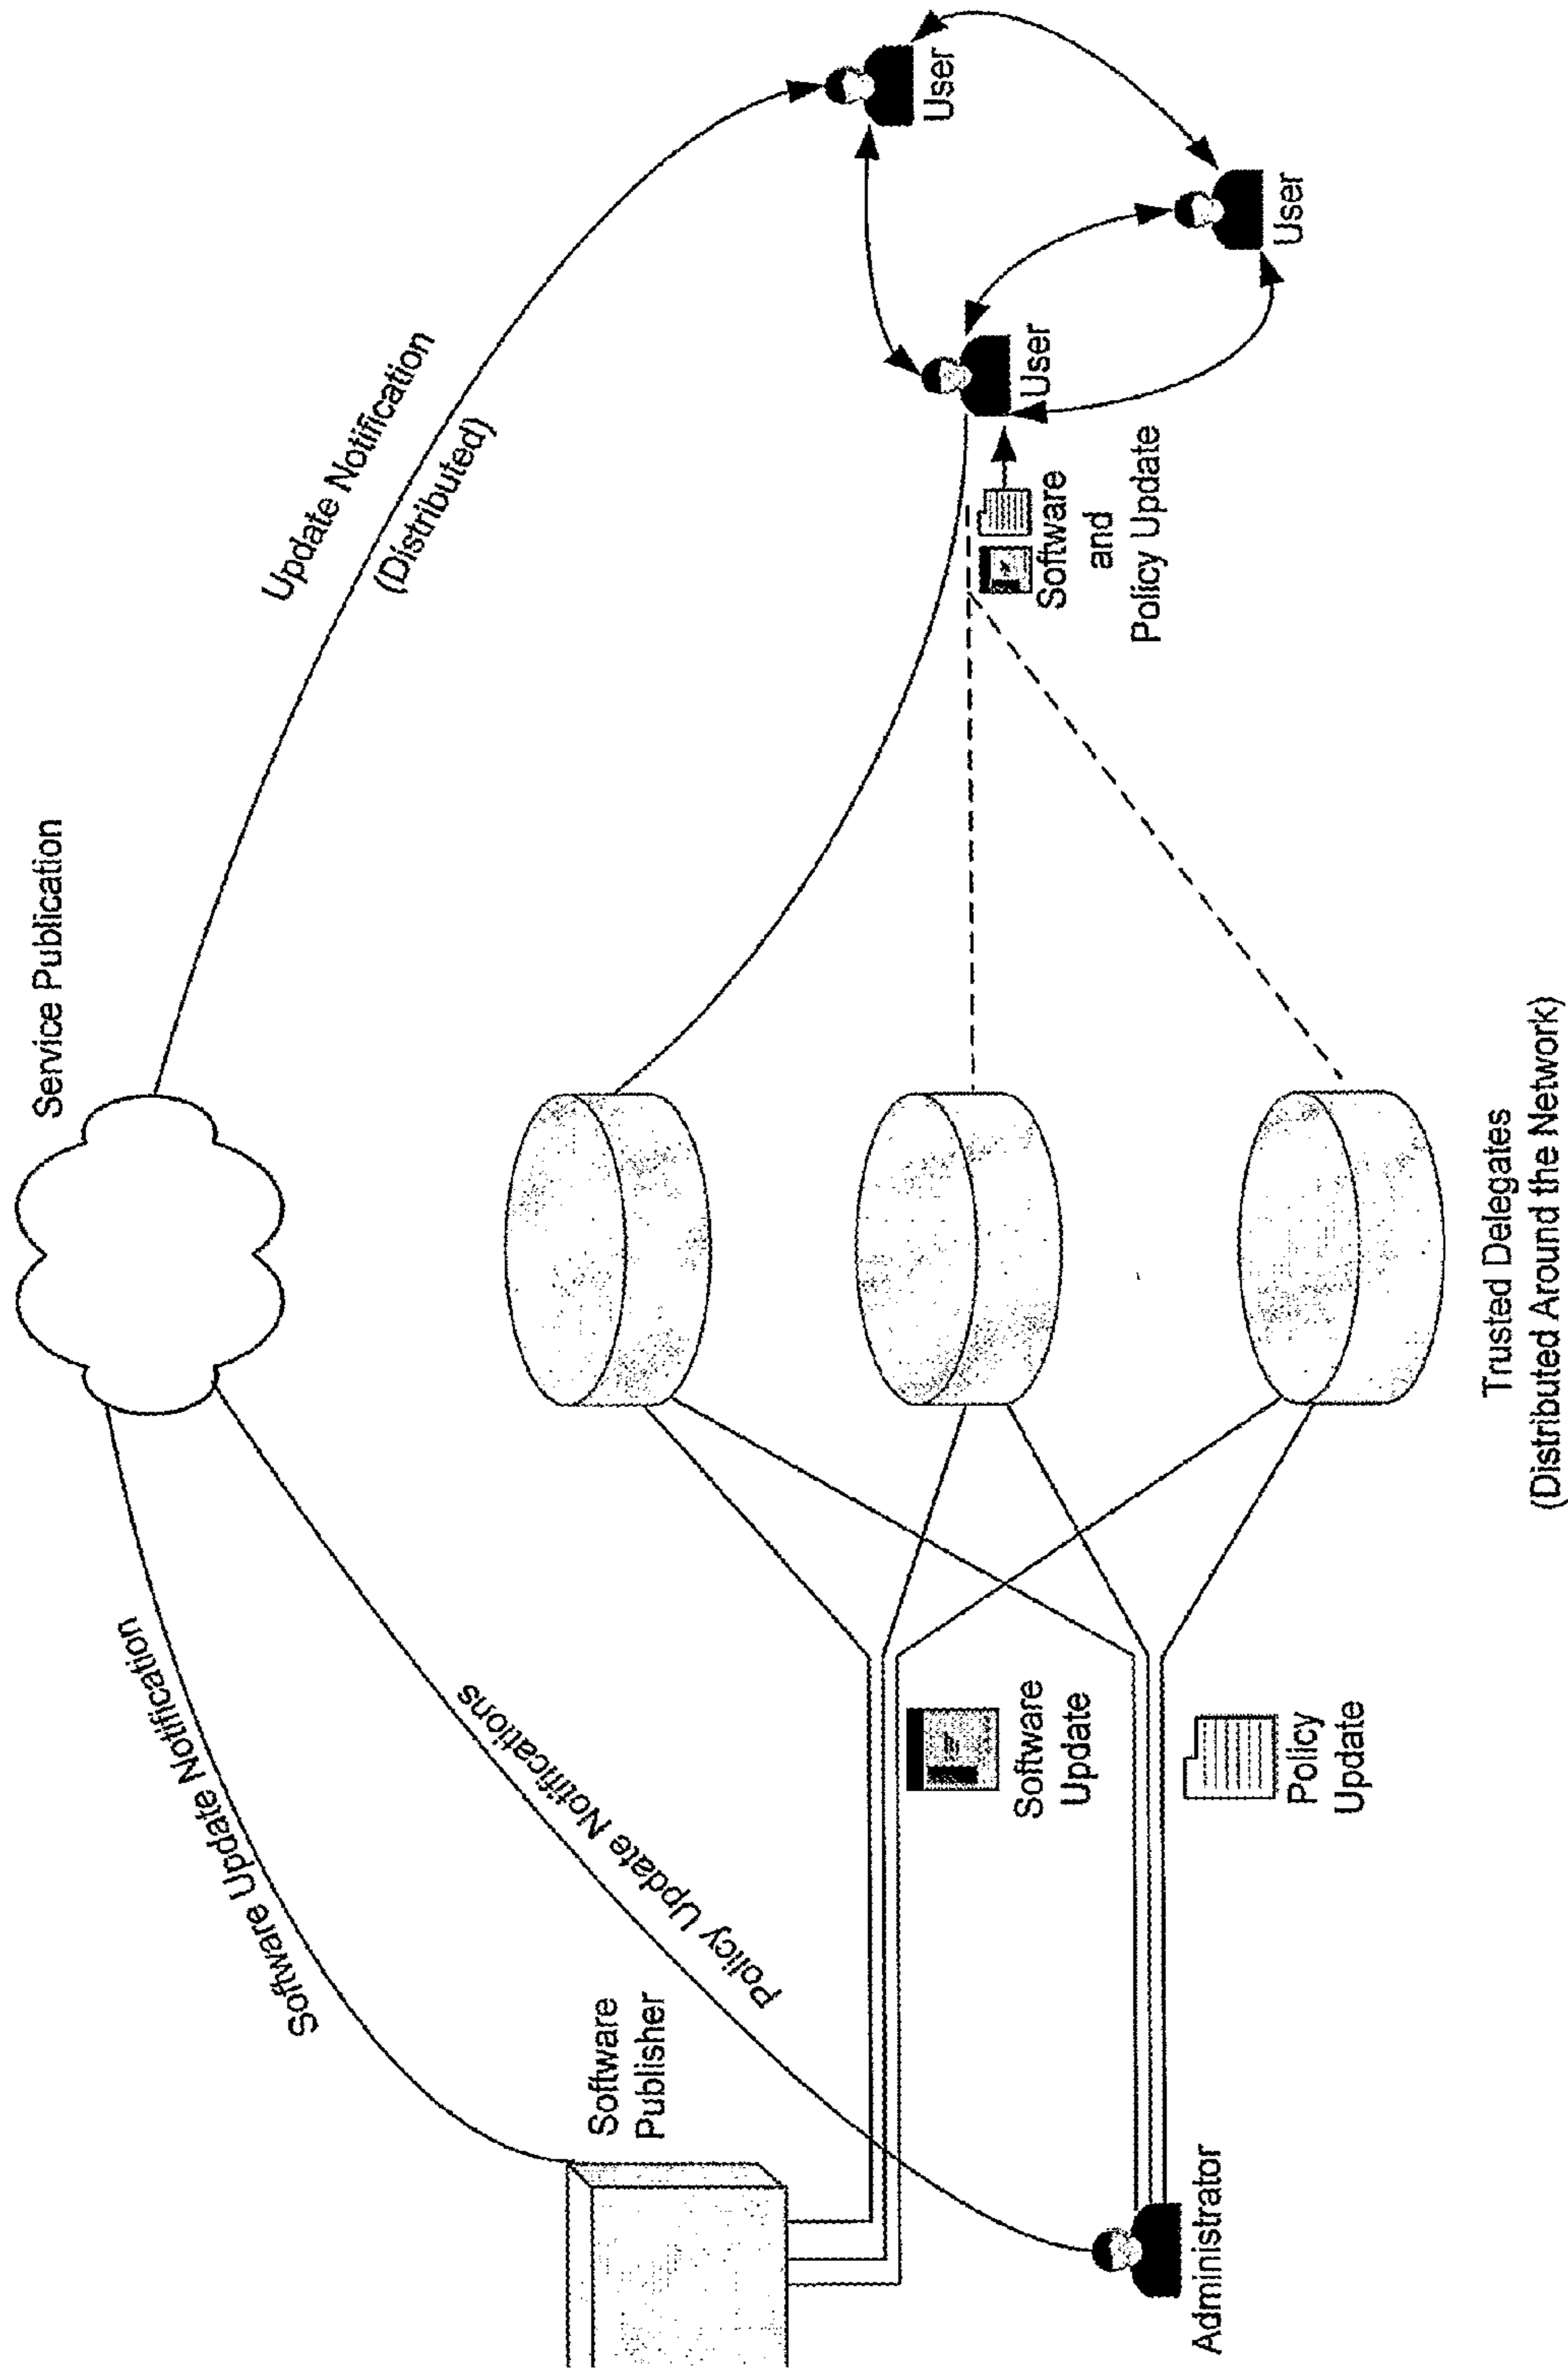 Service Publication
Software Update Notification
Policy Update Notifications
Update Notification
(Distributed)
Software
Publisher
Administrator
Software
Update
Policy
Update
Trusted Delegates
(Distributed Around the Network)
Software
and
Policy Update
User
User
User